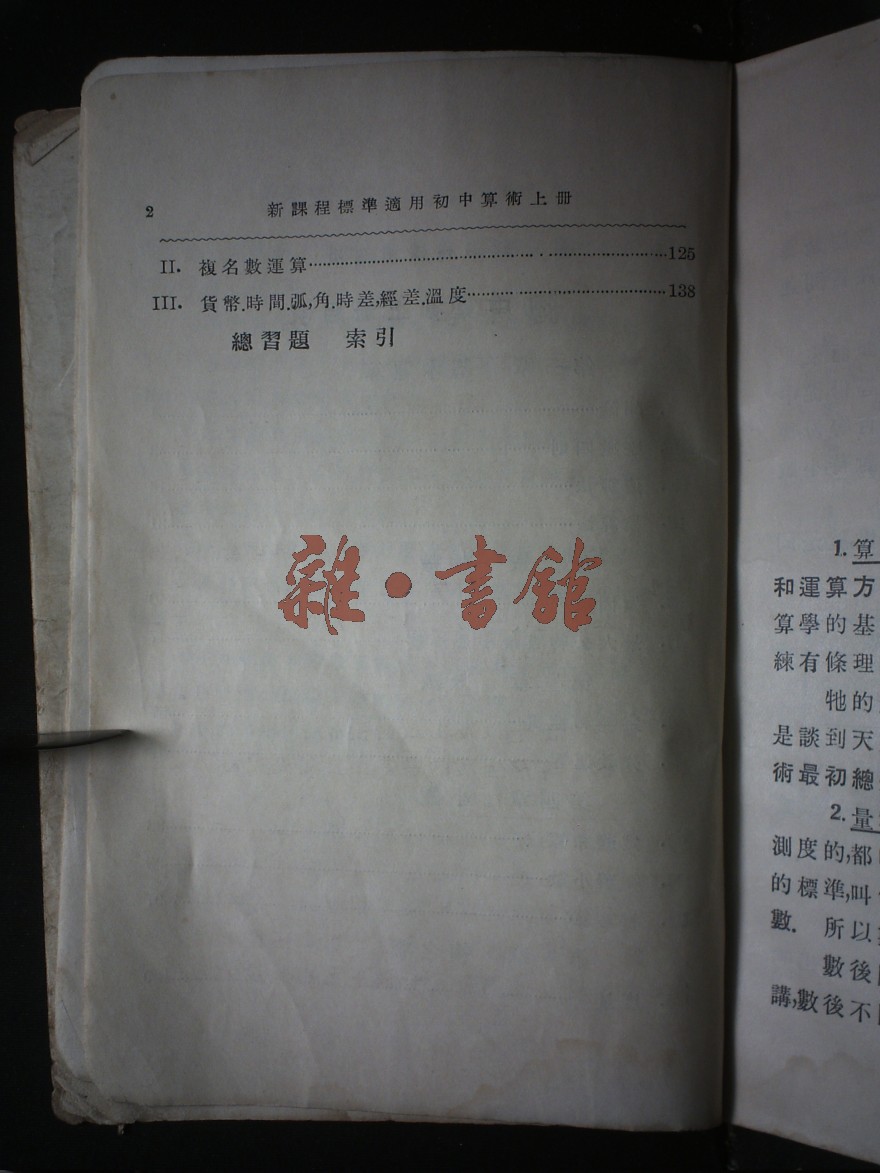 2 新課程標準適用初中算術上冊
II. 複名數運算 125
III. 貨幣,時間,弧,角,時差,經差,溫度 138
總習題 索引
雜·書館
1. 算
和運算方
算學的基
練有條理
牠的
是談到天
術最初總
2. 量
測度的,都
的標準,叫
數. 所以
數後
講,數後不